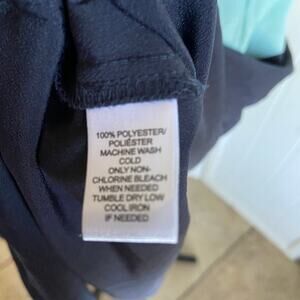 100% POLYESTER/
POLIÉSTER
MACHINE WASH
COLD
ONLY NON-
CHLORINE BLEACH
WHEN NEEDED
TUMBLE DRY LOW
COOL IRON
IF NEEDED